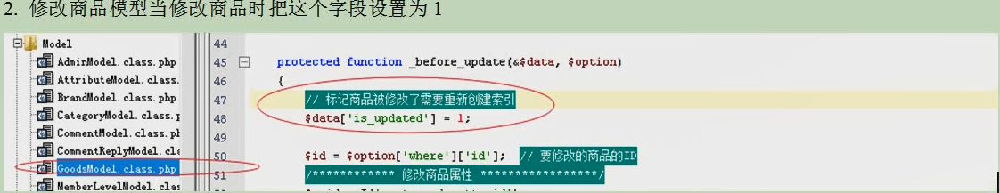 2. 修改商品模型当修改商品时把这个字段设置为 1
Model
AdminModel.class.php
AttributeModel.class.
BrandModel.class.php
CategoryModel.class.p
CommentModel.class.ph
CommentReplyModel.cla
GoodsModel.class.php
MemberLevelModel.clas
44
45 protected function _before_update(&$data, $option)
46 {
47 // 标记商品被修改了需要重新创建索引
48 $data['is_updated'] = 1;
49
50 $id = $option['where']['id']; // 要修改的商品的ID
51 /************ 修改商品属性 *****************/